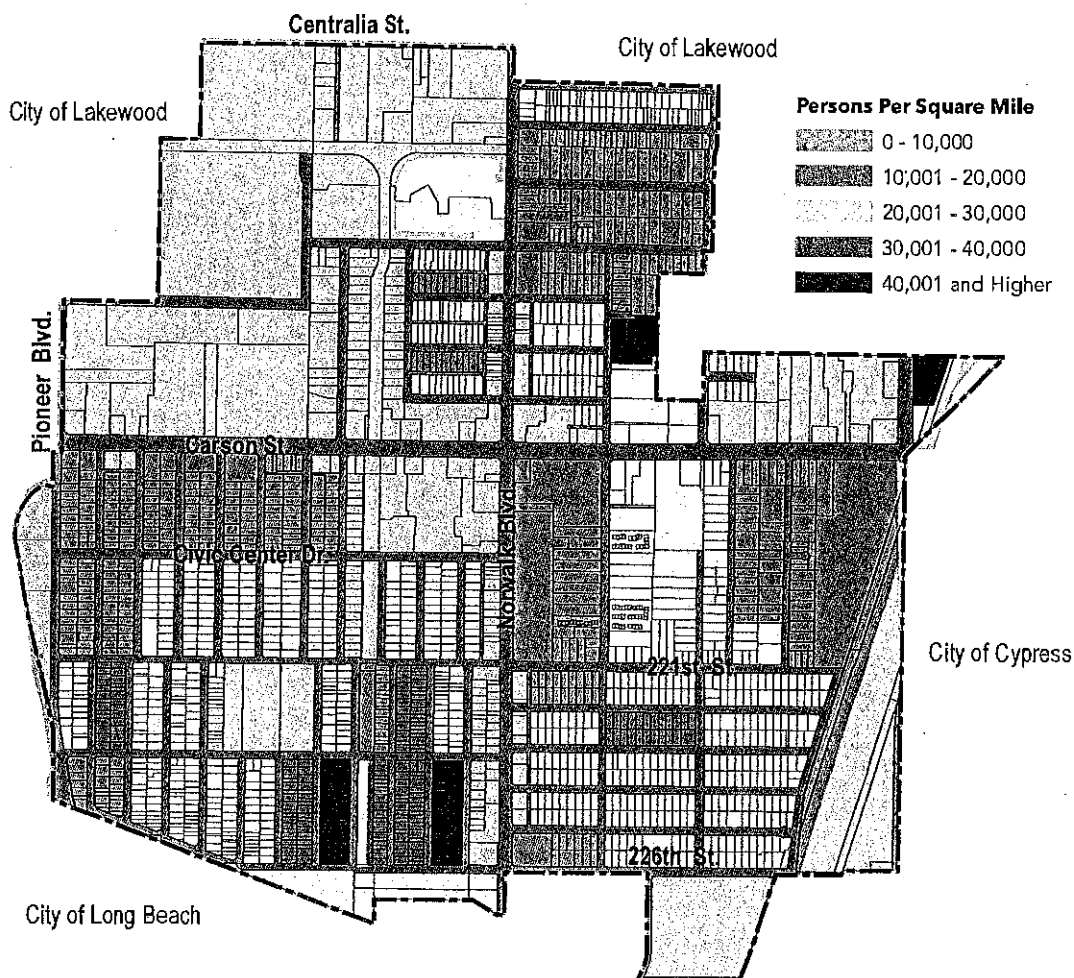 Centralia St.
City of Lakewood
City of Lakewood
Persons Per Square Mile
0 - 10,000
10,001 - 20,000
20,001 - 30,000
30,001 - 40,000
40,001 and Higher
Pioneer Blvd.
Carson St.
Norwalk Blvd.
Civic Center Dr.
221st St.
City of Cypress
226th St.
City of Long Beach